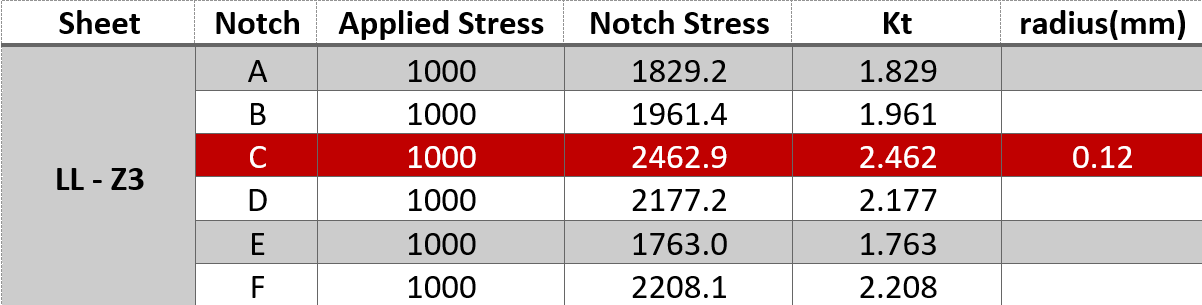 Sheet Notch Applied Stress Notch Stress Kt radius(mm)
A 1000 1829.2 1.829
B 1000 1961.4 1.961
C 1000 2462.9 2.462 0.12
LL - Z3
D 1000 2177.2 2.177
E 1000 1763.0 1.763
F 1000 2208.1 2.208